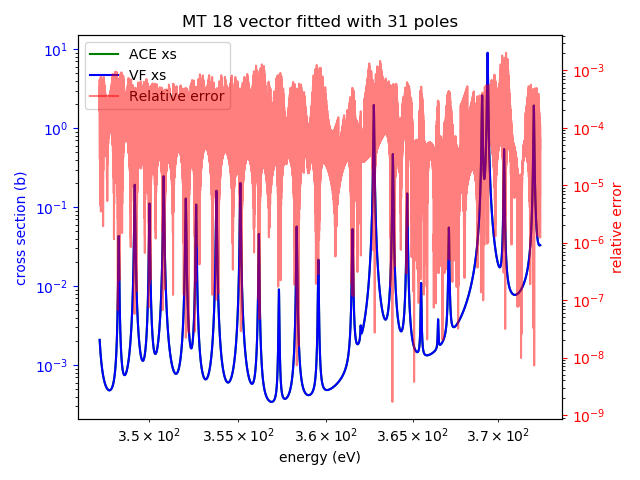 MT 18 vector fitted with 31 poles
ACE xs
VF xs
Relative error
10¹
10⁰
10⁻¹
10⁻²
10⁻³
cross section (b)
10⁻³
10⁻⁴
10⁻⁵
10⁻⁶
10⁻⁷
10⁻⁸
10⁻⁹
relative error
3.5 × 10² 3.55 × 10² 3.6 × 10² 3.65 × 10² 3.7 × 10²
energy (eV)